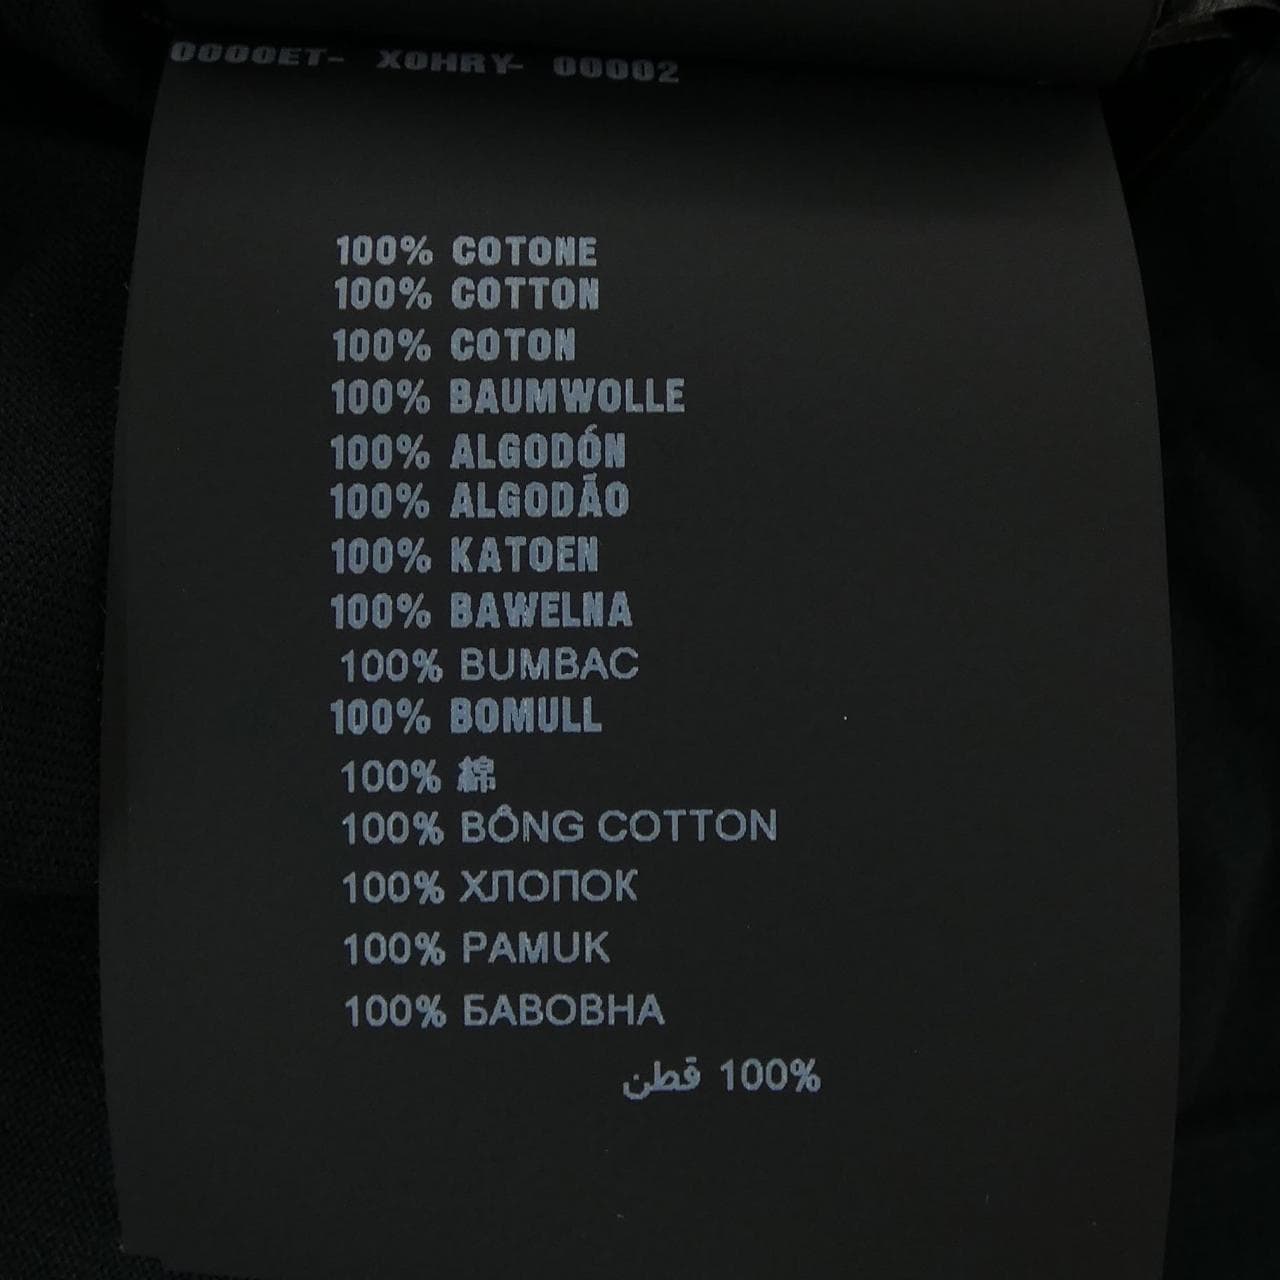 0000ET- X0HRY- 00002
100% COTONE
100% COTTON
100% COTON
100% BAUMWOLLE
100% ALGODÓN
100% ALGODÃO
100% KATOEN
100% BAWELNA
100% BUMBAC
100% BOMULL
100% 綿
100% BÔNG COTTON
100% ХЛОПОК
100% PAMUK
100% БАВОВНА
100% قطن